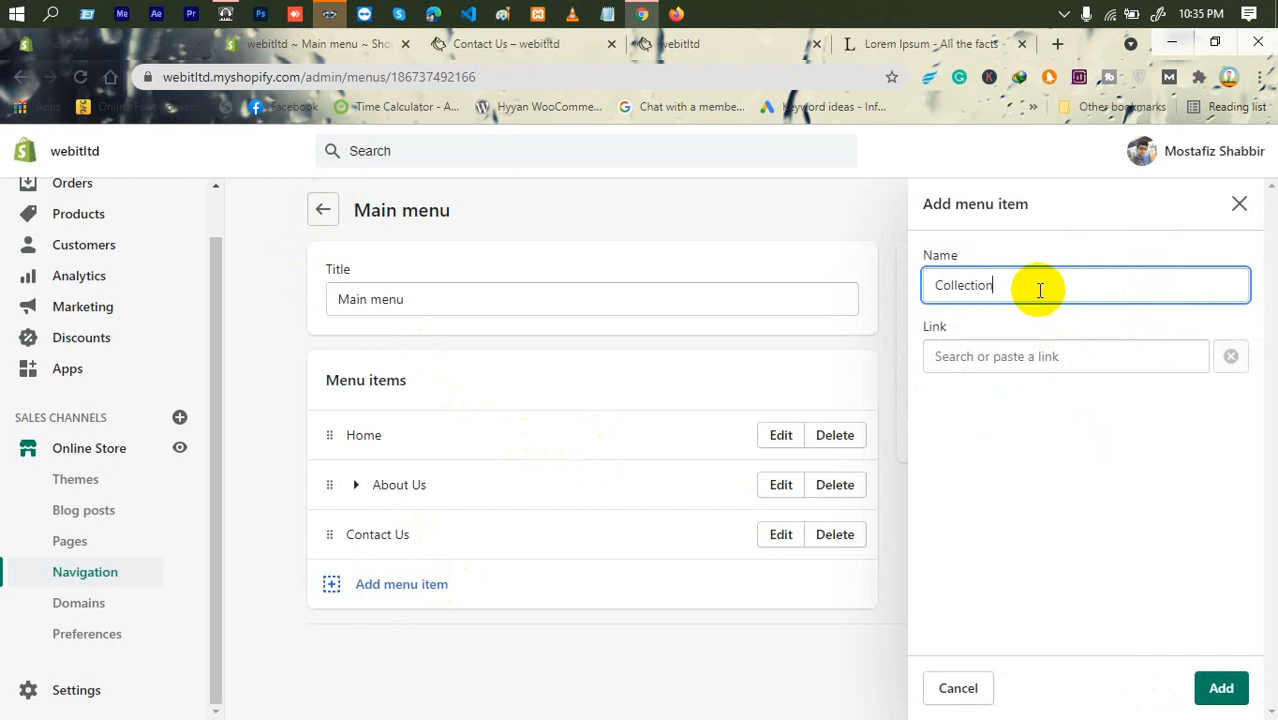 10:35 PM
webitltd ~ Main menu ~ Sho
Contact Us – webitltd
webitltd
Lorem Ipsum - All the facts
webitltd.myshopify.com/admin/menus/186737492166
Apps
Facebook
Time Calculator - A...
Hyyan WooComme...
Chat with a membe...
Keyword ideas - Inf...
»
Other bookmarks
Reading list
webitltd
Search
Mostafiz Shabbir
Orders
Products
Customers
Analytics
Marketing
Discounts
Apps
SALES CHANNELS
Online Store
Themes
Blog posts
Pages
Navigation
Domains
Preferences
Settings
Main menu
Title
Main menu
Menu items
Home
Edit
Delete
About Us
Edit
Delete
Contact Us
Edit
Delete
Add menu item
Add menu item
Name
Collection
Link
Search or paste a link
Cancel
Add